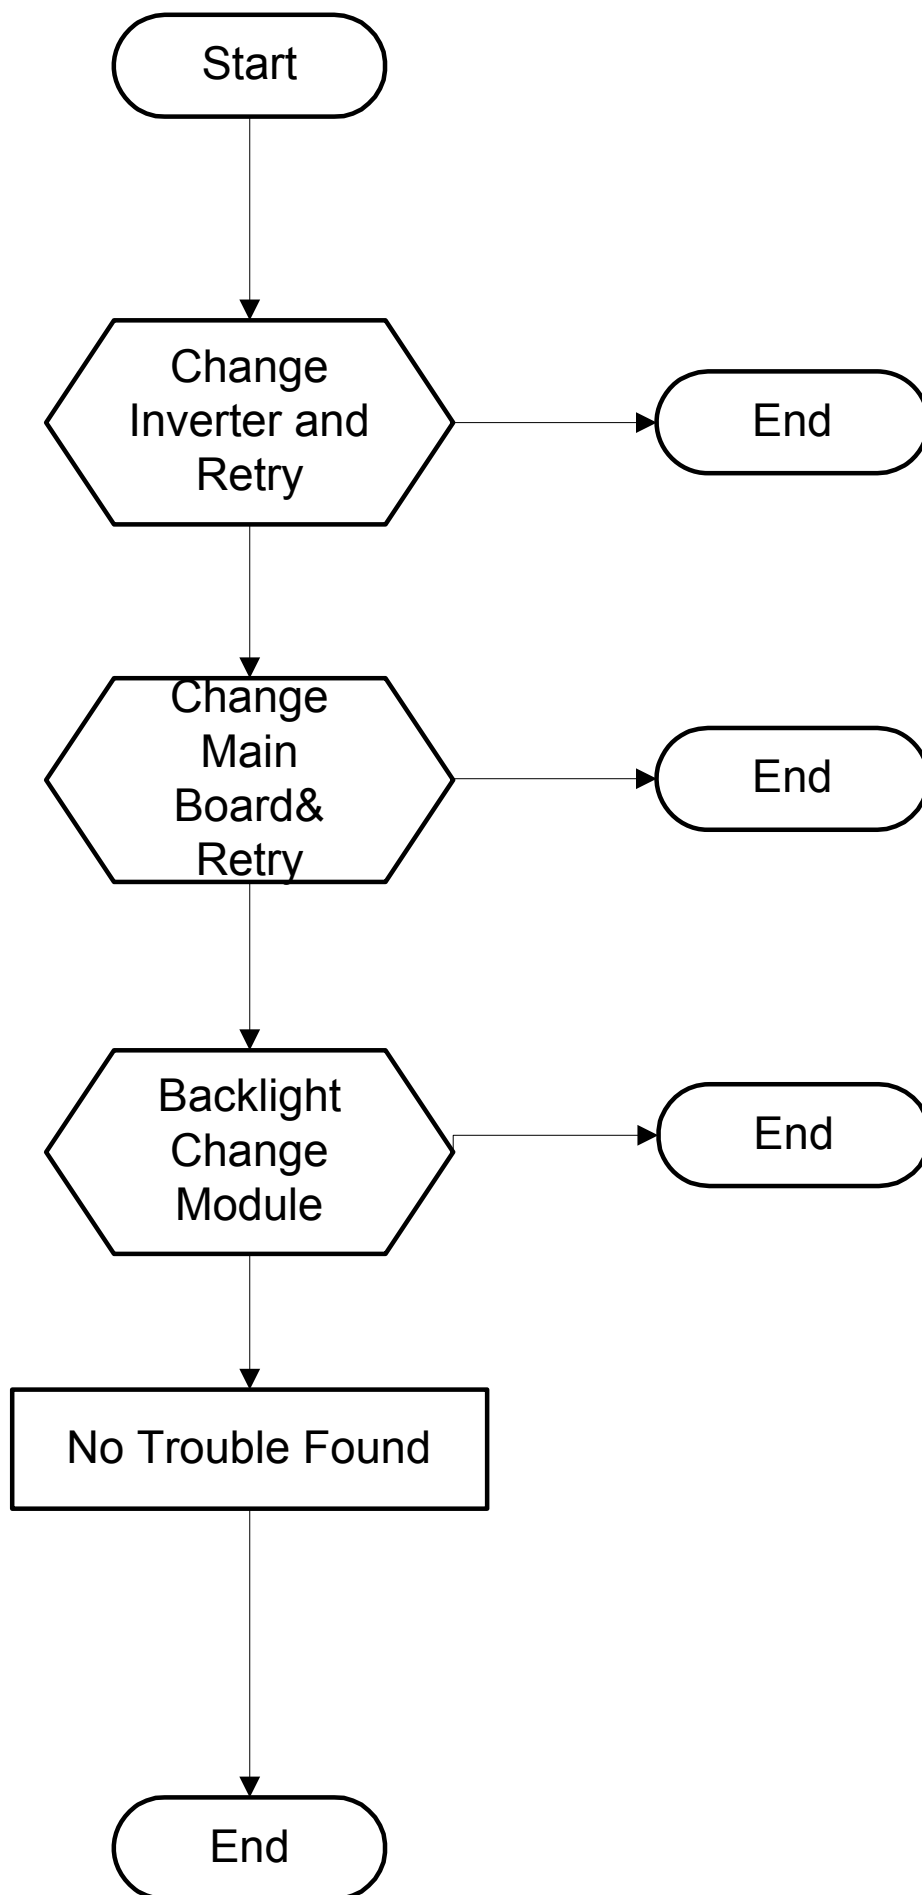 Start
Change
Inverter and
Retry
End
Change
Main
Board&
Retry
End
Backlight
Change
Module
End
No Trouble Found
End